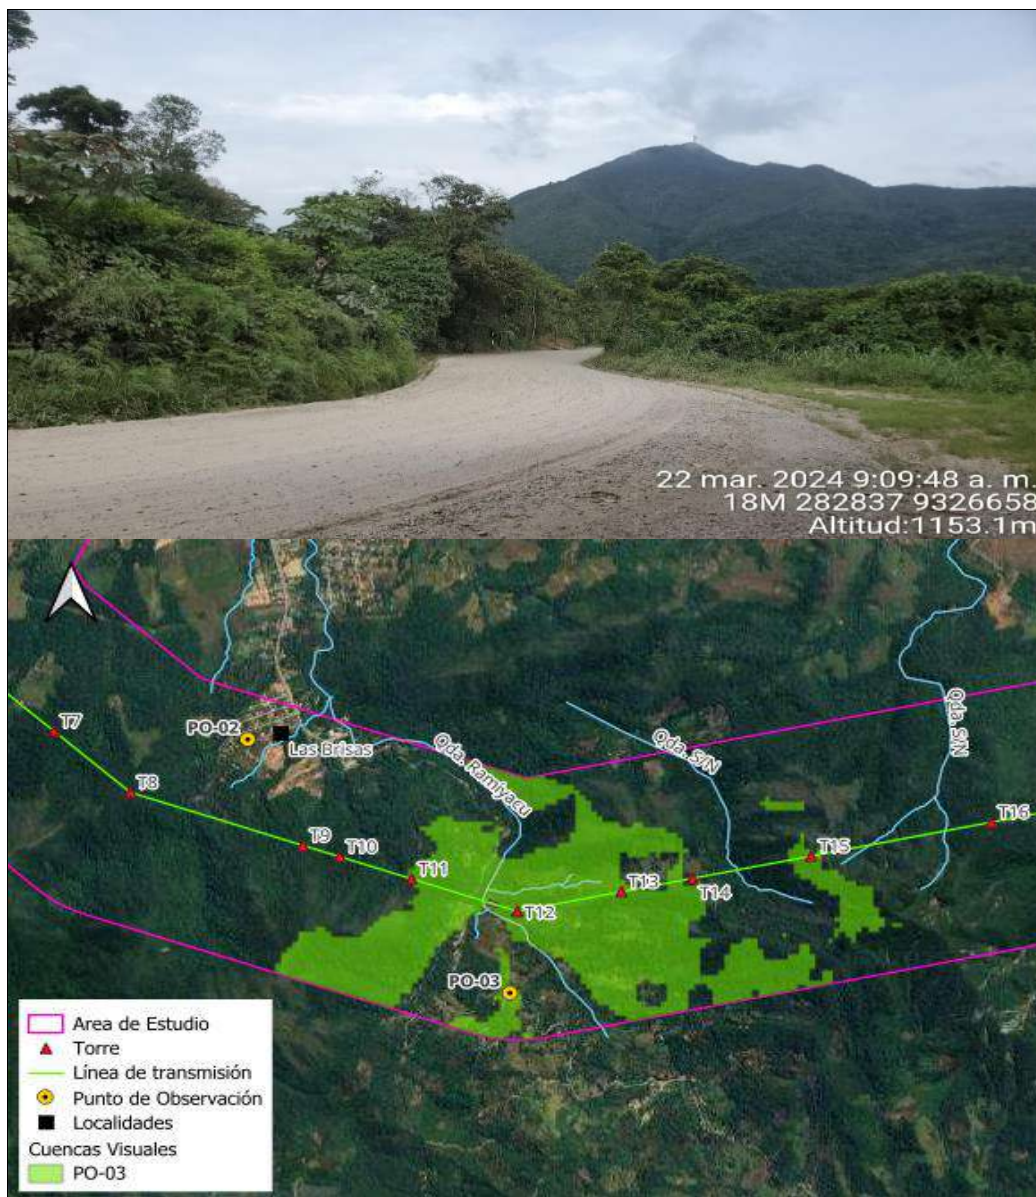 22 mar. 2024 9:09:48 a. m.
18M 282837 9326658
Altitud:1153.1m
T7
PO-02
Las Brisas
Qda. Ramiyacu
Qda. S/N
Qda. S/N
T8
T9
T10
T11
T12
T13
T14
T15
T16
PO-03
Area de Estudio
Torre
Línea de transmisión
Punto de Observación
Localidades
Cuencas Visuales
PO-03